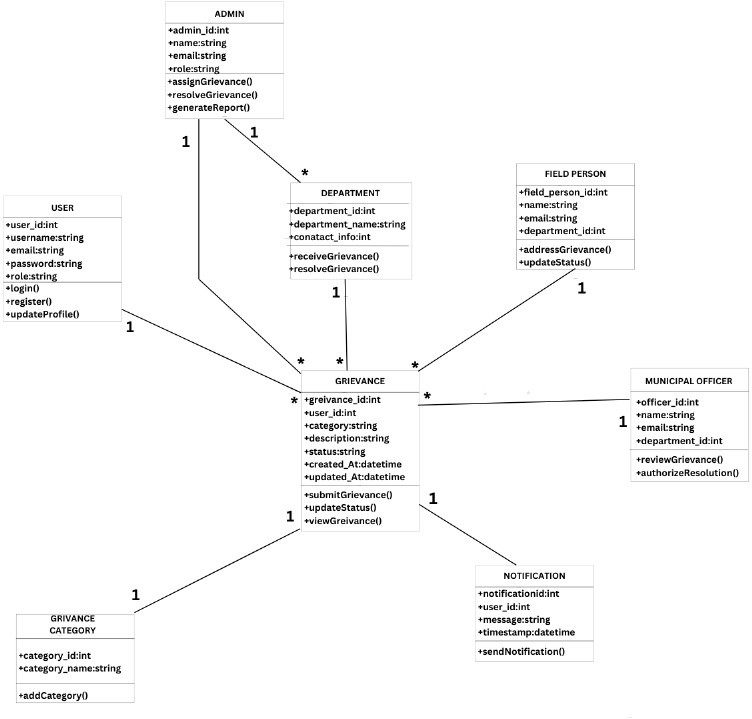 ADMIN
+admin_id:int
+name:string
+email:string
+role:string
+assignGrievance()
+resolveGrievance()
+generateReport()
1
1
*
DEPARTMENT
+department_id:int
+department_name:string
+conatact_info:int
+receiveGrievance()
+resolveGrievance()
1
FIELD PERSON
+field_person_id:int
+name:string
+email:string
+department_id:int
+addressGrievance()
+updateStatus()
1
USER
+user_id:int
+username:string
+email:string
+password:string
+role:string
+login()
+register()
+updateProfile()
1
*
*
*
*
*
GRIEVANCE
+greivance_id:int
+user_id:int
+category:string
+description:string
+status:string
+created_At:datetime
+updated_At:datetime
+submitGrievance()
+updateStatus()
+viewGreivance()
1
1
MUNICIPAL OFFICER
+officer_id:int
+name:string
+email:string
+department_id:int
+reviewGrievance()
+authorizeResolution()
1
NOTIFICATION
+notificationid:int
+user_id:int
+message:string
+timestamp:datetime
+sendNotification()
1
GRIVANCE
CATEGORY
+category_id:int
+category_name:string
+addCategory()